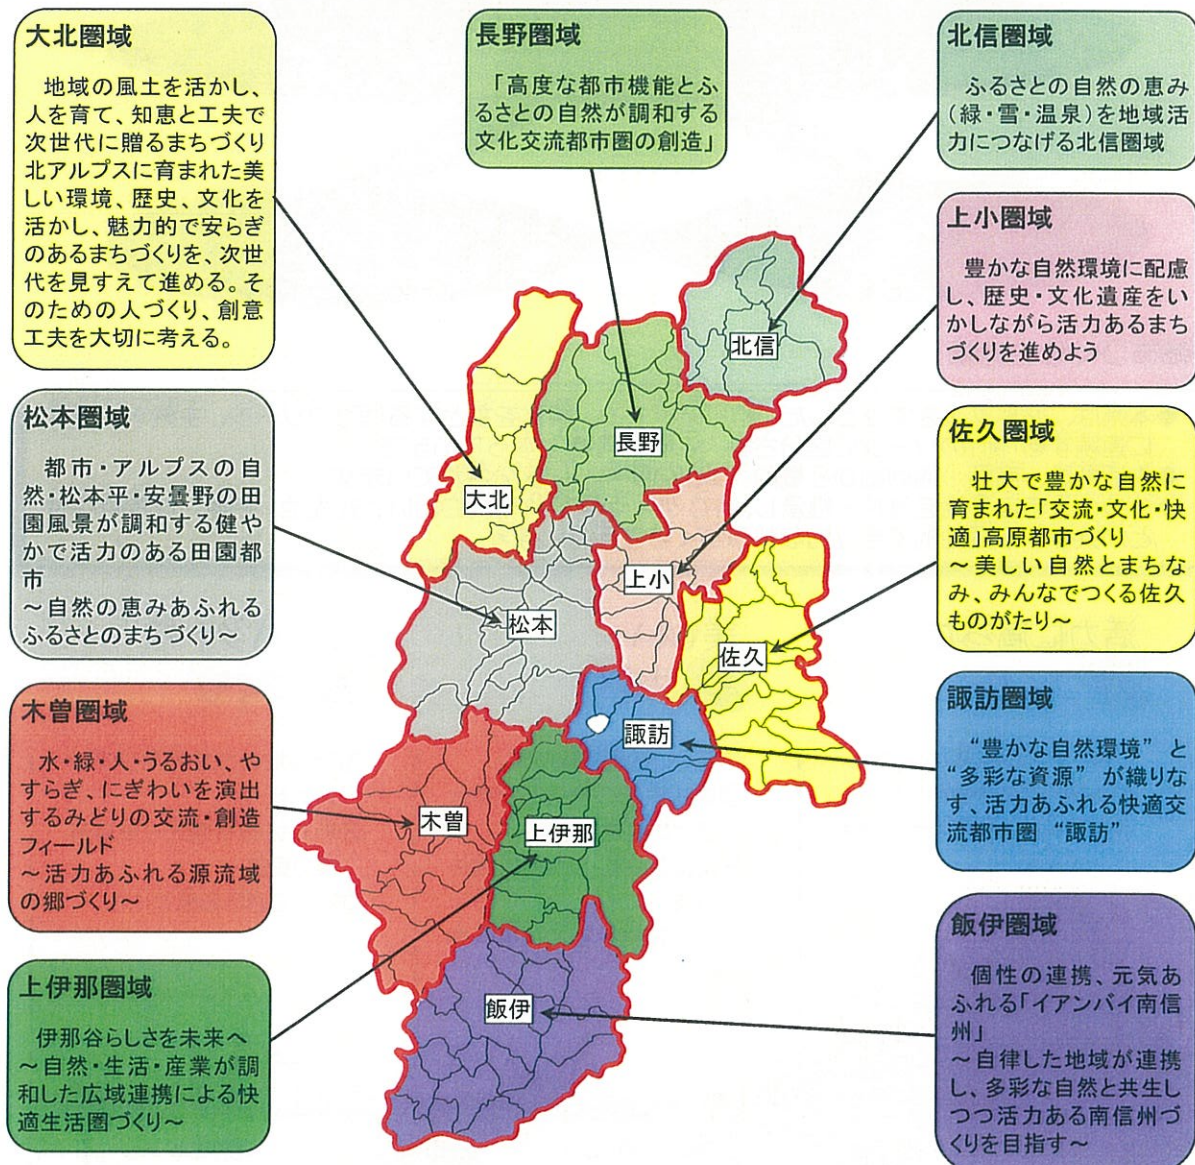 大北圏域
地域の風土を活かし、
人を育て、知恵と工夫で
次世代に贈るまちづくり
北アルプスに育まれた美
しい環境、歴史、文化を
活かし、魅力的で安らぎ
のあるまちづくりを、次世
代を見すえて進める。そ
のための人づくり、創意
工夫を大切に考える。
長野圏域
「高度な都市機能とふ
るさとの自然が調和する
文化交流都市圏の創造」
北信圏域
ふるさとの自然の恵み
(緑・雪・温泉)を地域活
力につなげる北信圏域
上小圏域
豊かな自然環境に配慮
し、歴史・文化遺産をい
かしながら活力あるまち
づくりを進めよう
松本圏域
都市・アルプスの自
然・松本平・安曇野の田
園風景が調和する健や
かで活力のある田園都
市
～自然の恵みあふれる
ふるさとのまちづくり～
佐久圏域
壮大で豊かな自然に
育まれた「交流・文化・快
適」高原都市づくり
～美しい自然とまちな
み、みんなでつくる佐久
ものがたり～
木曽圏域
水・緑・人・うるおい、や
すらぎ、にぎわいを演出
するみどりの交流・創造
フィールド
～活力あふれる源流域
の郷づくり～
諏訪圏域
“豊かな自然環境” と
“多彩な資源” が織りな
す、活力あふれる快適交
流都市圏 “諏訪”
上伊那圏域
伊那谷らしさを未来へ
～自然・生活・産業が調
和した広域連携による快
適生活圏づくり～
飯伊圏域
個性の連携、元気あ
ふれる「イアンバイ南信
州」
～自律した地域が連携
し、多彩な自然と共生し
つつ活力ある南信州づ
くりを目指す～
北信
長野
大北
上小
松本
佐久
諏訪
木曽
上伊那
飯伊